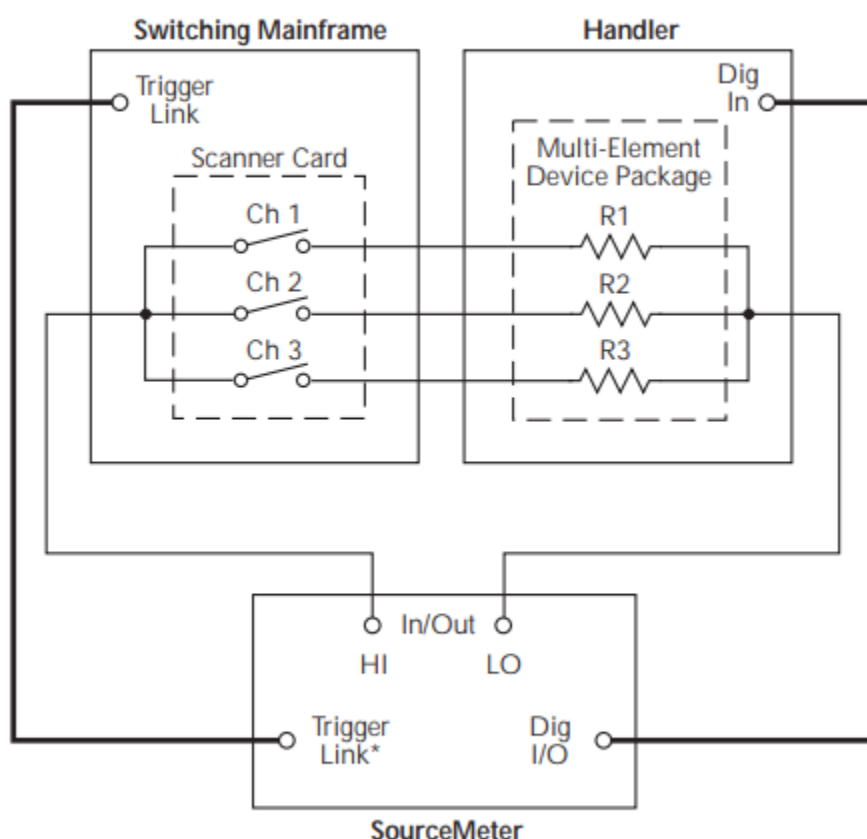 Switching Mainframe
Handler
Trigger
Link
Dig
In
Scanner Card
Multi-Element
Device Package
Ch 1
R1
Ch 2
R2
Ch 3
R3
In/Out
HI
LO
Trigger
Link*
Dig
I/O
SourceMeter